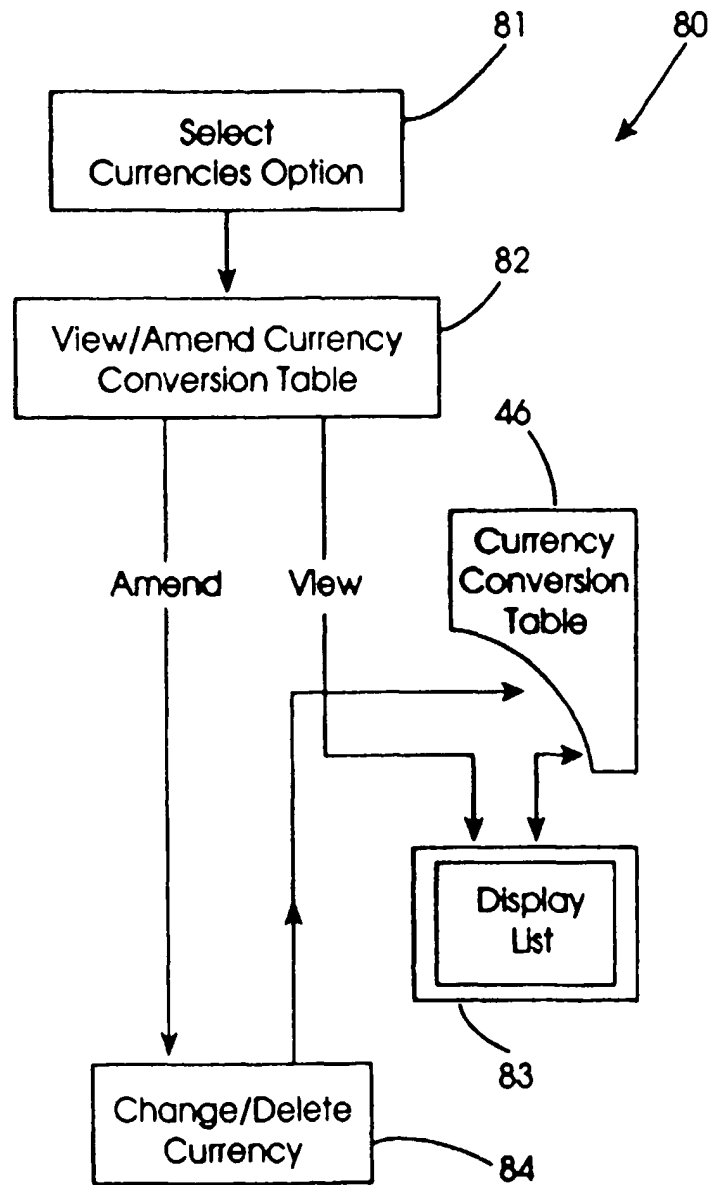 81
80
Select
Currencies Option
82
View/Amend Currency
Conversion Table
46
Currency
Conversion
Table
Amend
View
Display
List
83
Change/Delete
Currency
84